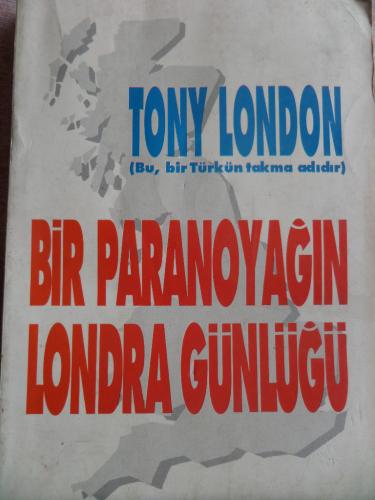 TONY LONDON
(Bu, bir Türkün takma adıdır)
BİR PARANOYAĞIN
LONDRA GÜNLÜĞÜ